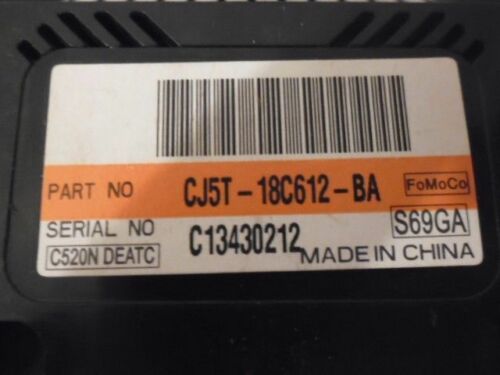 PART NO CJ5T-18C612-BA FoMoCo
SERIAL NO C13430212 S69GA
C520N DEATC MADE IN CHINA